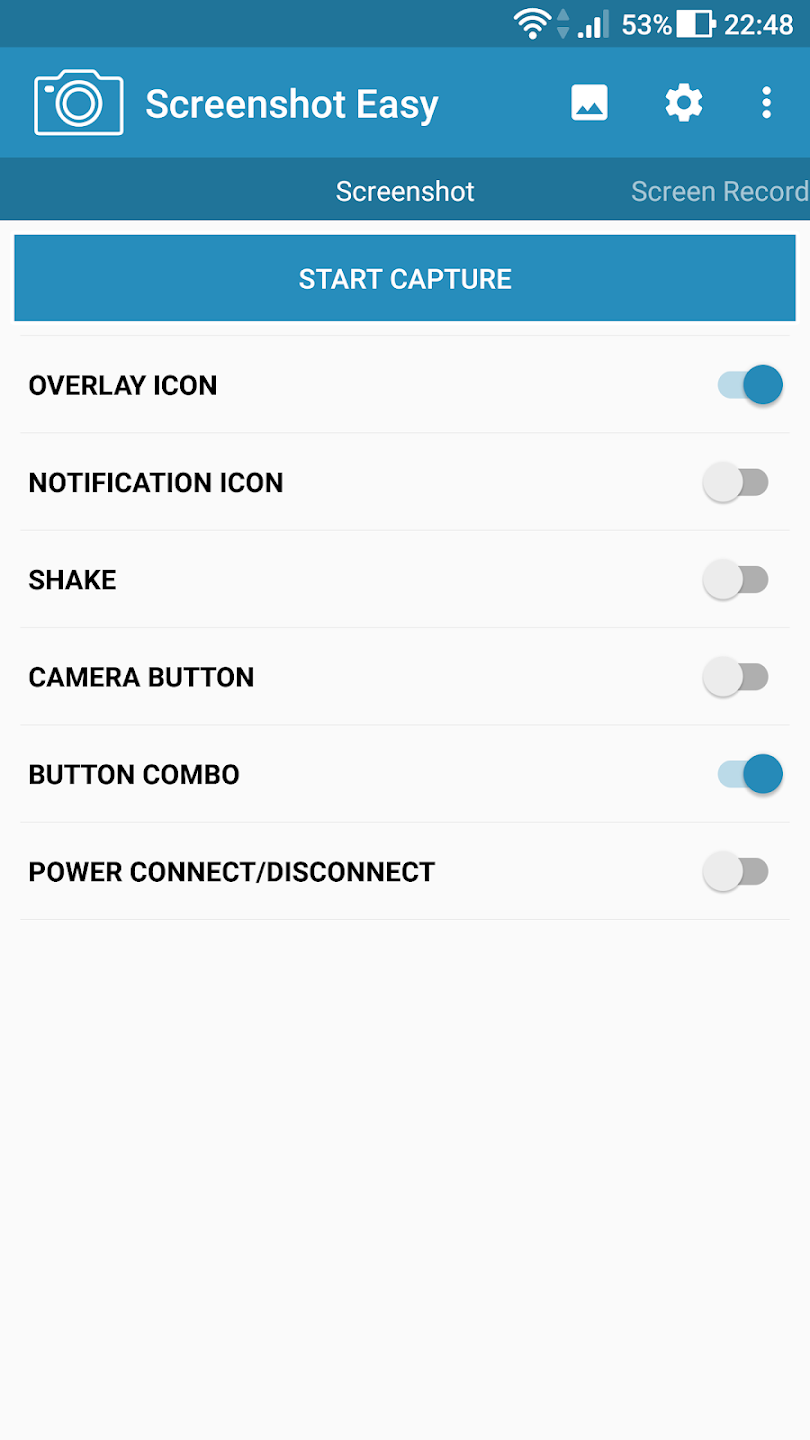 53% 22:48
Screenshot Easy
Screenshot Screen Record
START CAPTURE
OVERLAY ICON
NOTIFICATION ICON
SHAKE
CAMERA BUTTON
BUTTON COMBO
POWER CONNECT/DISCONNECT